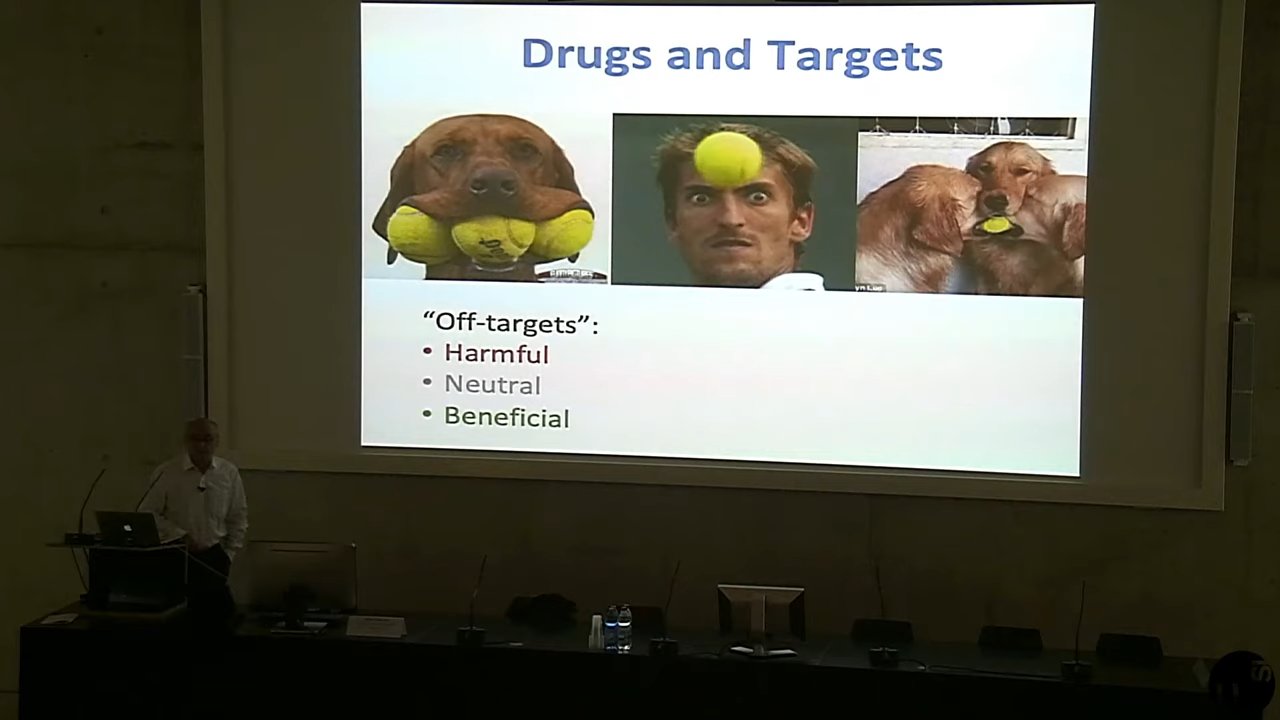 Drugs and Targets
“Off-targets”:
• Harmful
• Neutral
• Beneficial